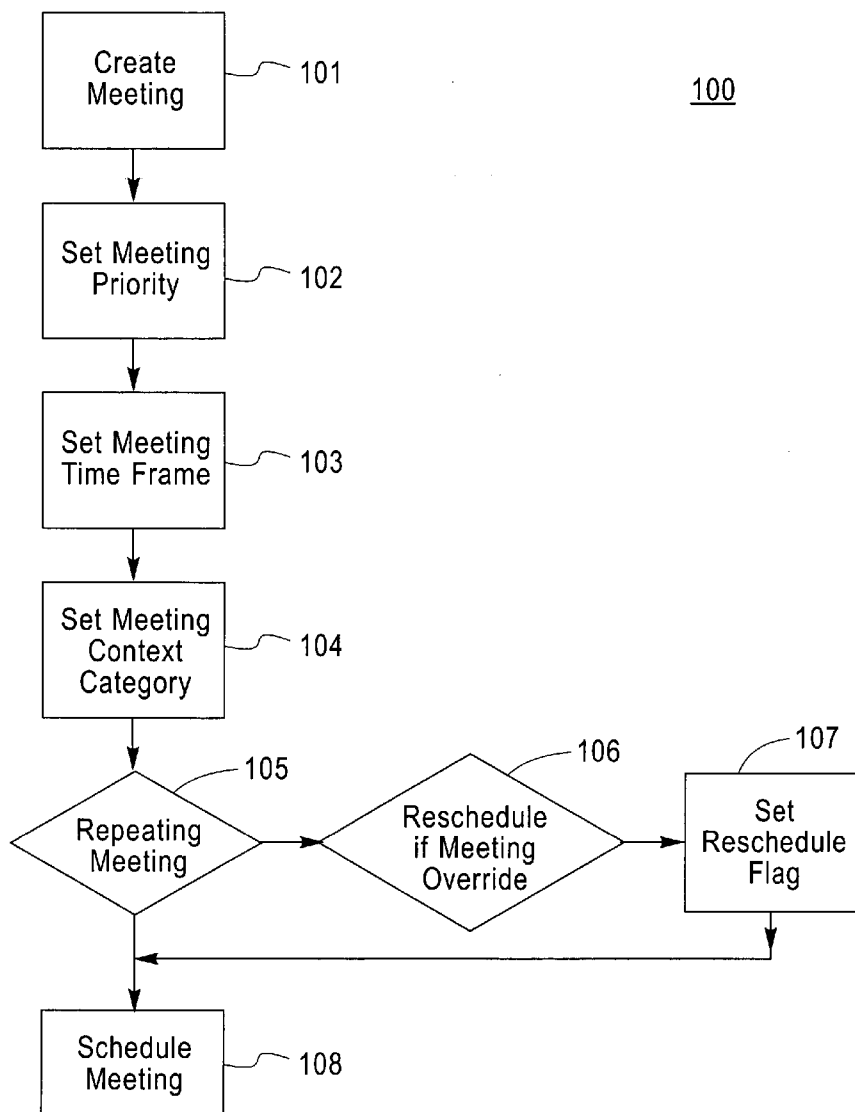 Create
Meeting
101
100
Set Meeting
Priority
102
Set Meeting
Time Frame
103
Set Meeting
Context
Category
104
105
106
107
Repeating
Meeting
Reschedule
if Meeting
Override
Set
Reschedule
Flag
Schedule
Meeting
108